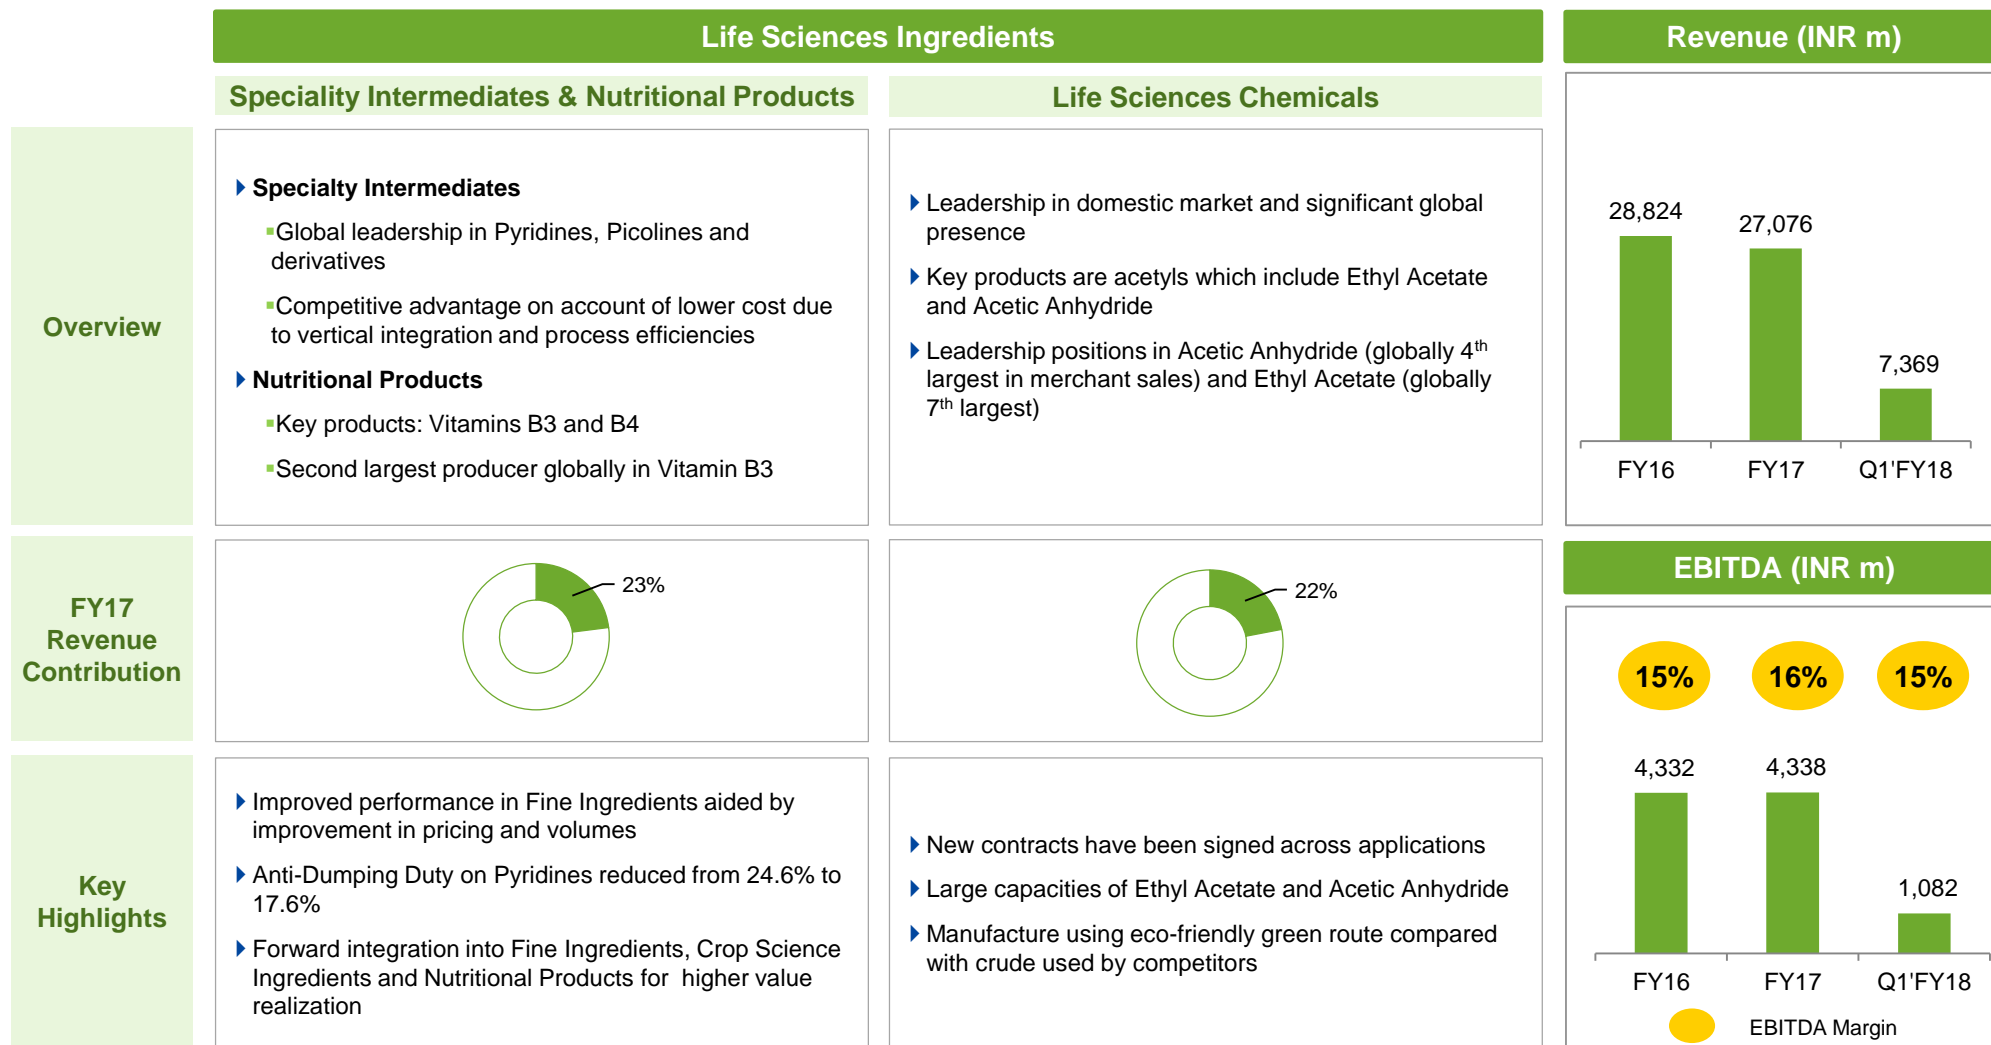 Life Sciences Ingredients
Speciality Intermediates & Nutritional Products
Life Sciences Chemicals
Overview
Specialty Intermediates
Global leadership in Pyridines, Picolines and
derivatives
Competitive advantage on account of lower cost due
to vertical integration and process efficiencies
Nutritional Products
Key products: Vitamins B3 and B4
Second largest producer globally in Vitamin B3
Leadership in domestic market and significant global
presence
Key products are acetyls which include Ethyl Acetate
and Acetic Anhydride
Leadership positions in Acetic Anhydride (globally 4th
largest in merchant sales) and Ethyl Acetate (globally
7th largest)
FY17
Revenue
Contribution
23%
22%
Key
Highlights
Improved performance in Fine Ingredients aided by
improvement in pricing and volumes
Anti-Dumping Duty on Pyridines reduced from 24.6% to
17.6%
Forward integration into Fine Ingredients, Crop Science
Ingredients and Nutritional Products for  higher value
realization
New contracts have been signed across applications
Large capacities of Ethyl Acetate and Acetic Anhydride
Manufacture using eco-friendly green route compared
with crude used by competitors
Revenue (INR m)
28,824
27,076
7,369
FY16
FY17
Q1'FY18
EBITDA (INR m)
15%
16%
15%
4,332
4,338
1,082
FY16
FY17
Q1'FY18
EBITDA Margin